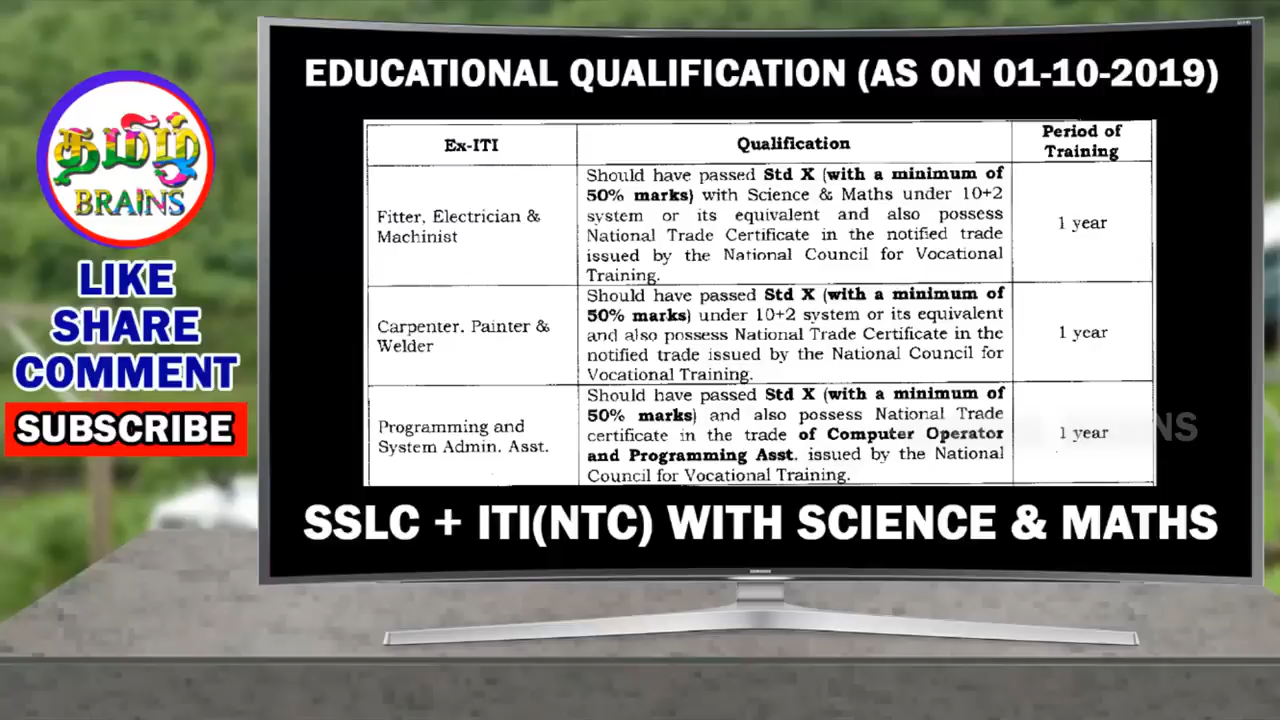 தமிழ்
BRAINS
LIKE
SHARE
COMMENT
SUBSCRIBE
EDUCATIONAL QUALIFICATION (AS ON 01-10-2019)
Ex-ITI
Qualification
Period of
Training
Fitter, Electrician &
Machinist
Should have passed Std X (with a minimum of
50% marks) with Science & Maths under 10+2
system or its equivalent and also possess
National Trade Certificate in the notified trade
issued by the National Council for Vocational
Training.
1 year
Carpenter. Painter &
Welder
Should have passed Std X (with a minimum of
50% marks) under 10+2 system or its equivalent
and also possess National Trade Certificate in the
notified trade issued by the National Council for
Vocational Training.
1 year
Programming and
System Admin. Asst.
Should have passed Std X (with a minimum of
50% marks) and also possess National Trade
certificate in the trade of Computer Operator
and Programming Asst. issued by the National
Council for Vocational Training.
1 year
SSLC + ITI(NTC) WITH SCIENCE & MATHS